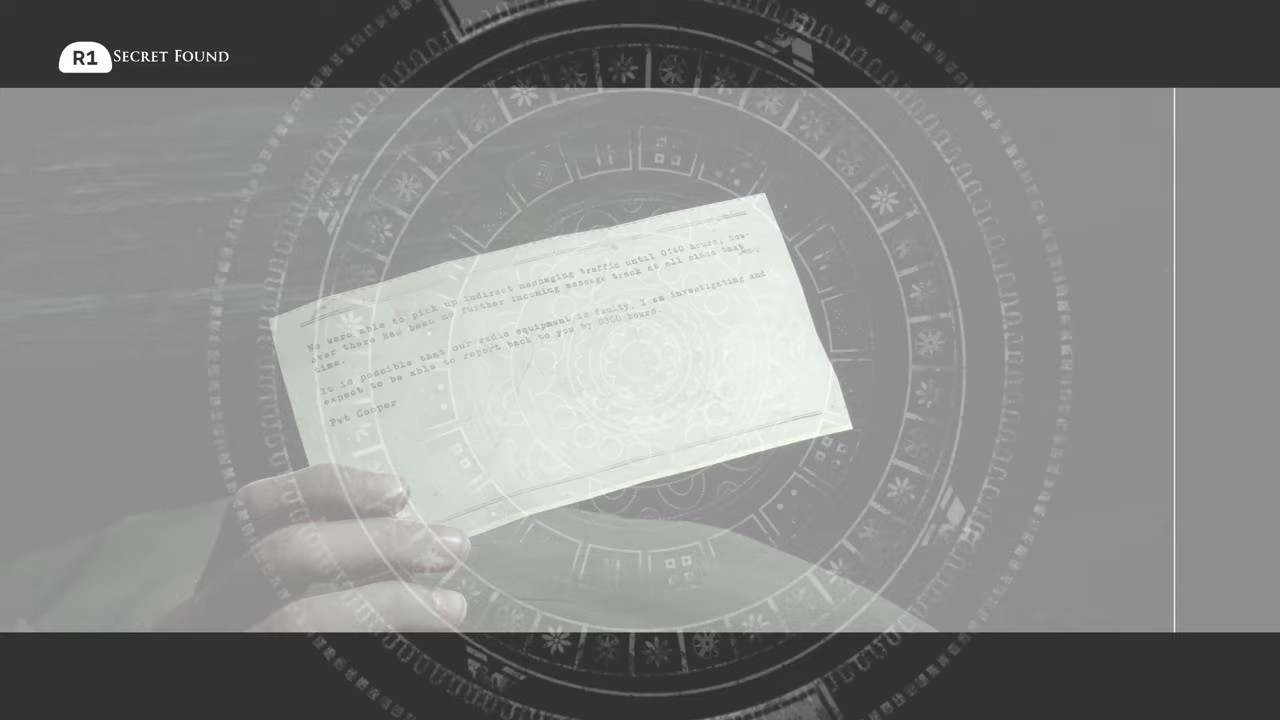 R1 Secret Found
We were able to pick up indirect messaging traffic until 0140 hours, how-
ever there has been no further incoming message track at all since that
time.
It is possible that our radio equipment is faulty, I am investigating and
expect to be able to report back to you by 0300 hours.
Pvt Cooper